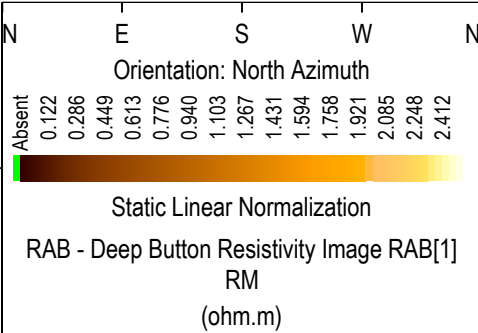 N E S W N
Orientation: North Azimuth
Absent 0.122 0.286 0.449 0.613 0.776 0.940 1.103 1.267 1.431 1.594 1.758 1.921 2.085 2.248 2.412
Static Linear Normalization
RAB - Deep Button Resistivity Image RAB[1]
RM
(ohm.m)